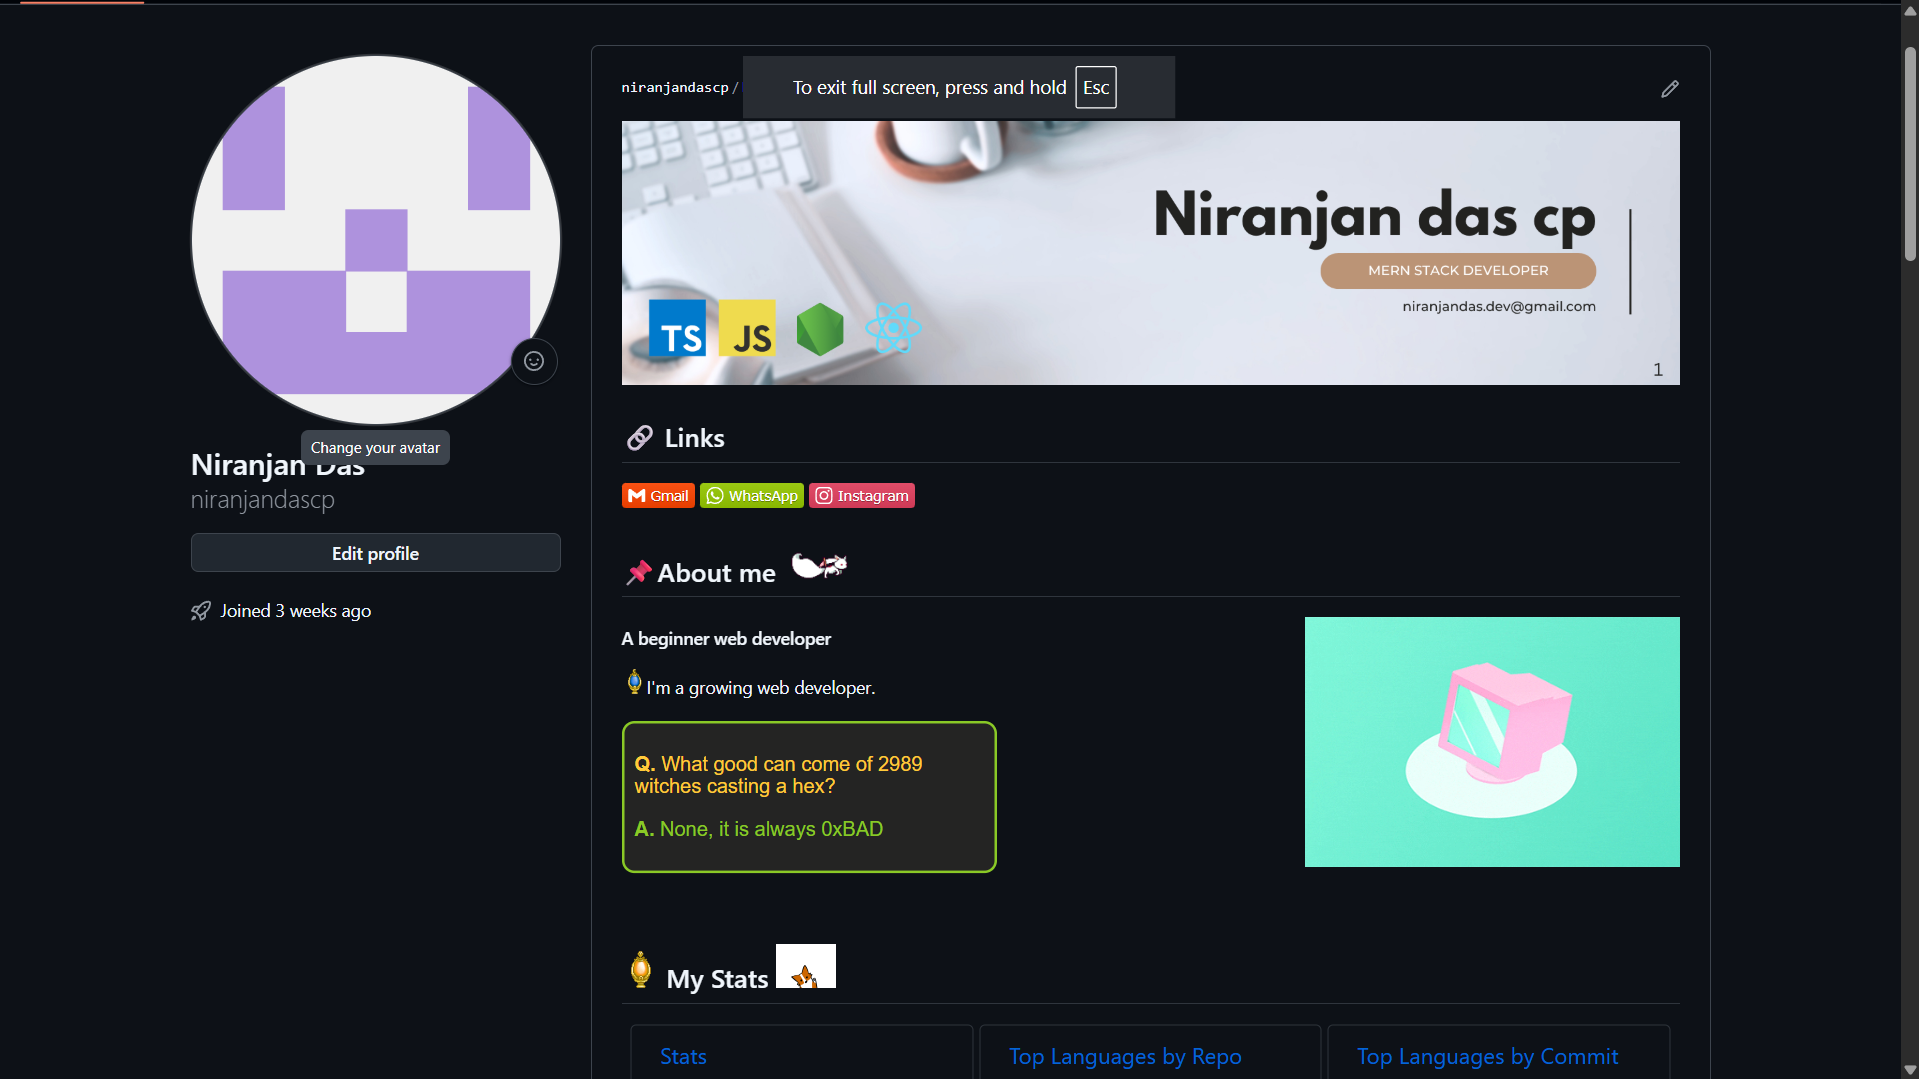 niranjandascp/
To exit full screen, press and hold Esc
Niranjan das cp
MERN STACK DEVELOPER
niranjandas.dev@gmail.com
TS JS
1
Change your avatar
Niranjan Das
niranjandascp
Edit profile
Joined 3 weeks ago
Links
Gmail WhatsApp Instagram
About me
A beginner web developer
I'm a growing web developer.
Q. What good can come of 2989
witches casting a hex?
A. None, it is always 0xBAD
My Stats
Stats
Top Languages by Repo
Top Languages by Commit